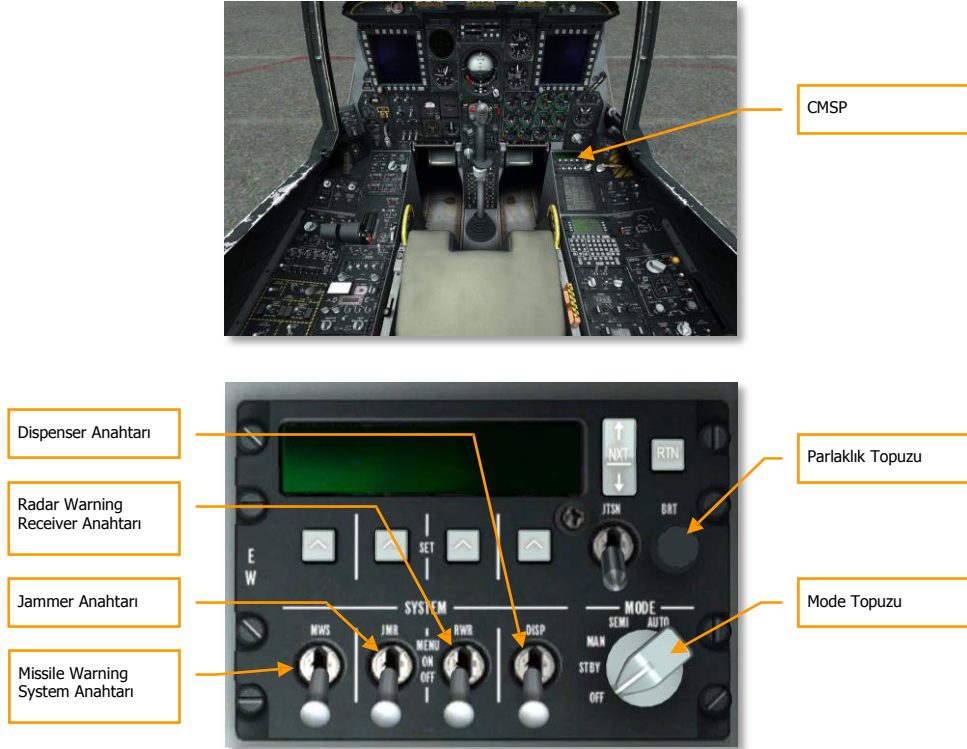 CMSP
Dispenser Anahtarı
Radar Warning
Receiver Anahtarı
Jammer Anahtarı
Missile Warning
System Anahtarı
Parlaklık Topuzu
Mode Topuzu
↑
NXT
↓
RTN
JTSN
BRT
SET
E
W
SYSTEM
MWS
JMR
MENU
ON
OFF
RWR
DISP
MODE
SEMI
AUTO
MAN
STBY
OFF